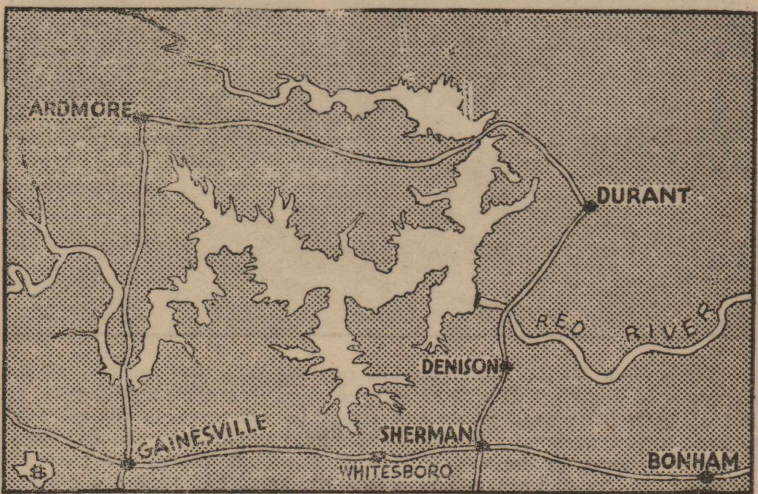 ARDMORE
DURANT
RED RIVER
DENISON
GAINESVILLE
SHERMAN
WHITESBORO
BONHAM